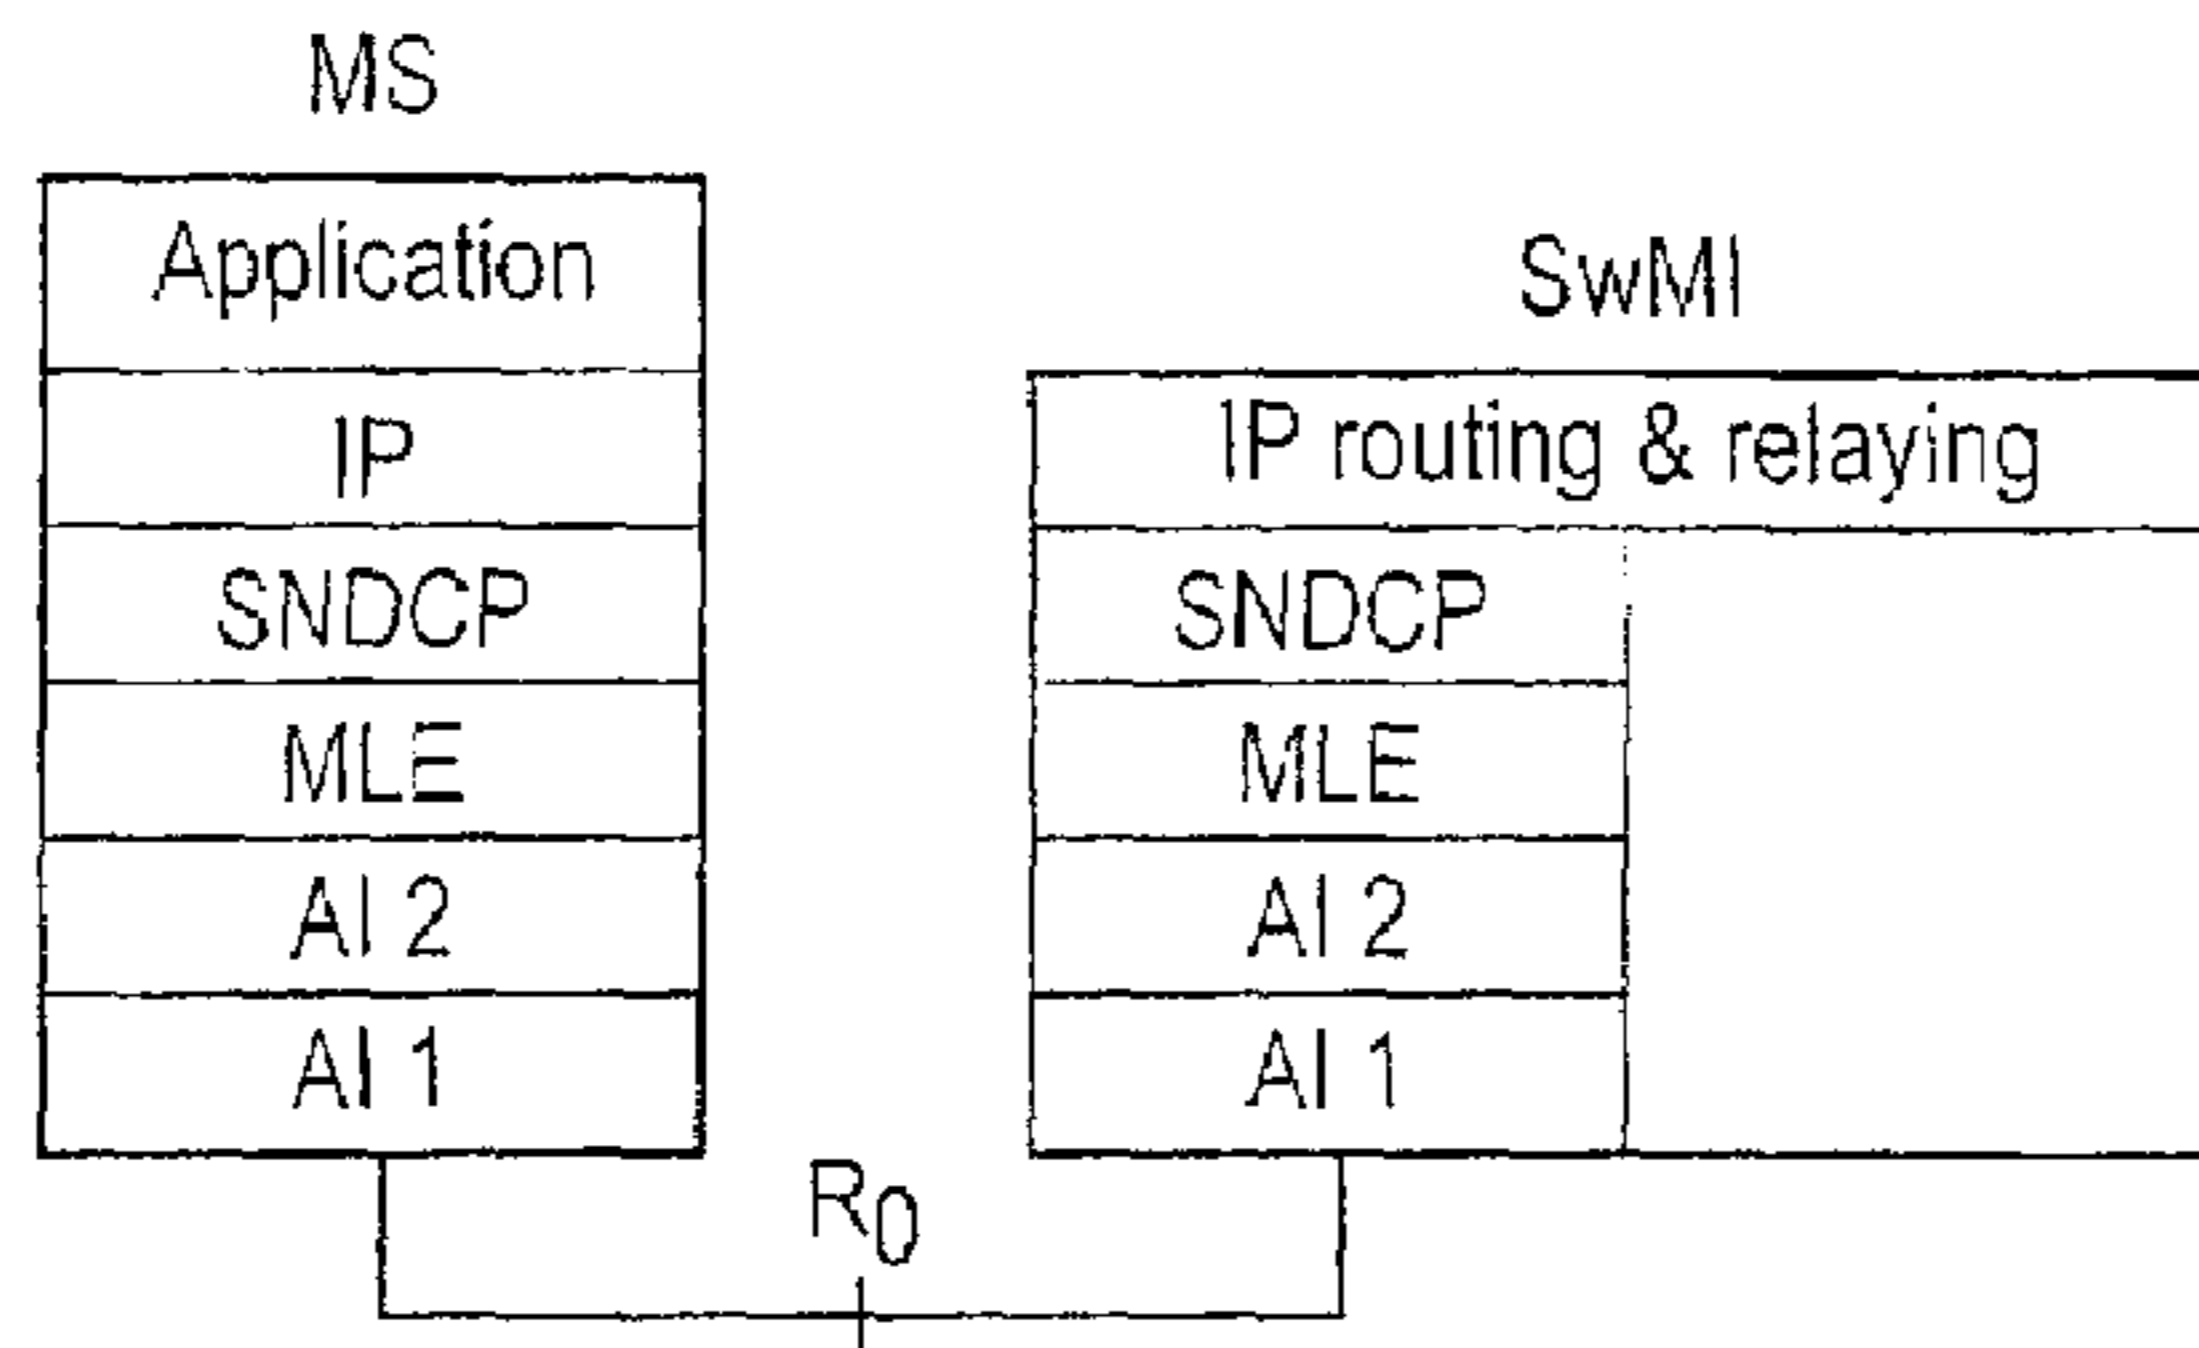 MS
Application
IP
SNDCP
MLE
AI 2
AI 1
SwMI
IP routing & relaying
SNDCP
MLE
AI 2
AI 1
R0